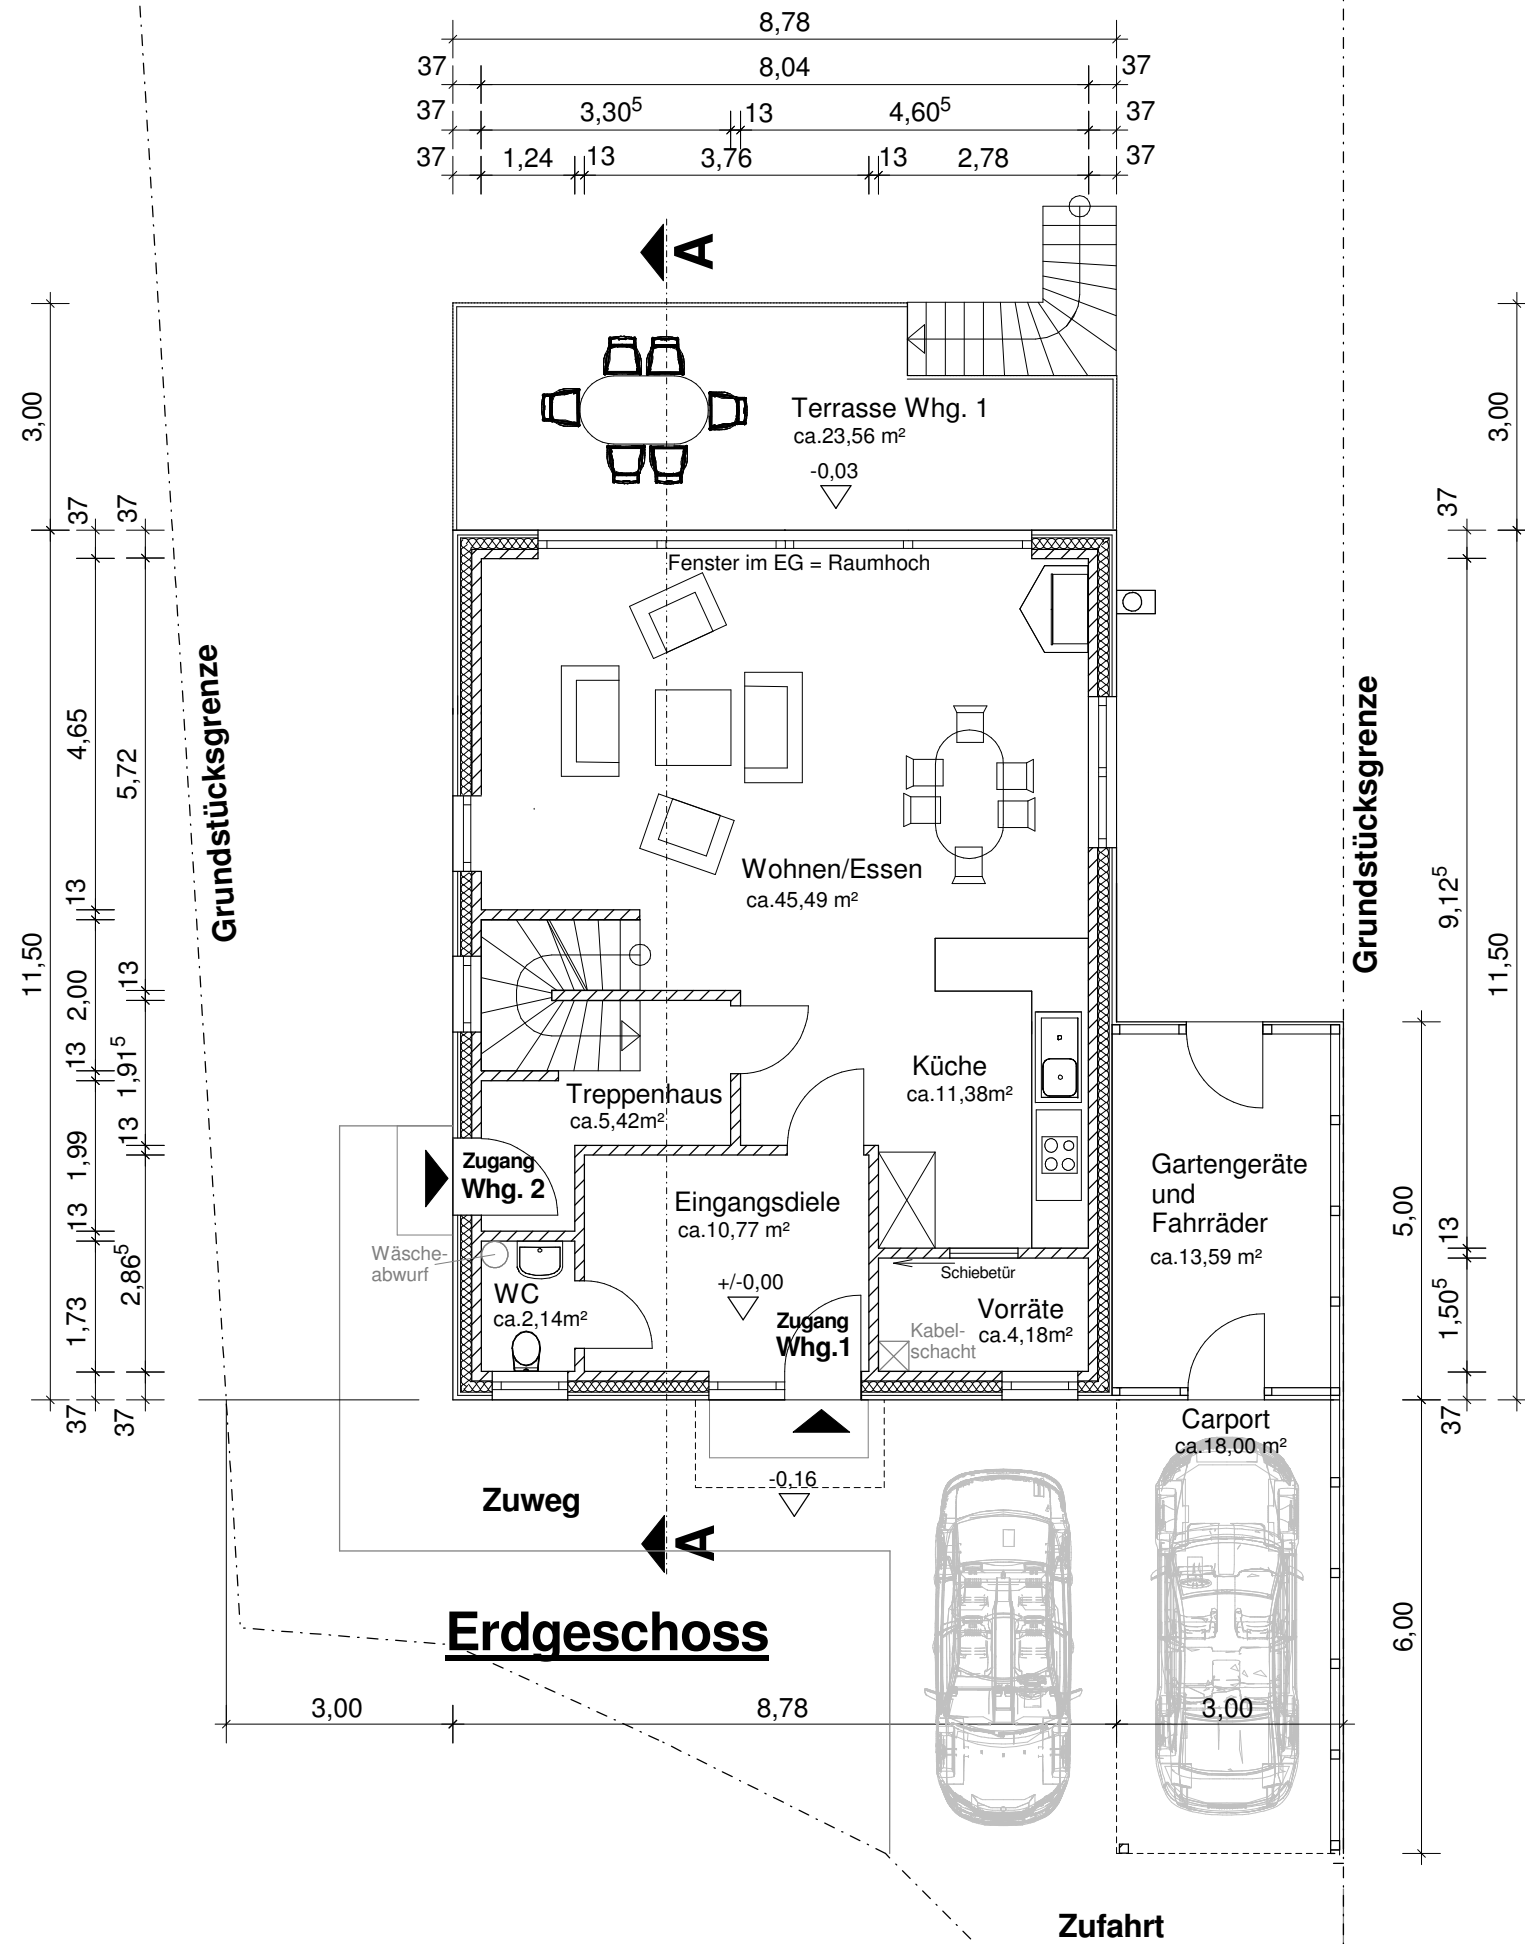 8,78
37
8,04
37
37
3,30⁵
13
4,60⁵
37
37
1,24
13
3,76
13
2,78
37
A
Terrasse Whg. 1
ca.23,56 m²
-0,03
Fenster im EG = Raumhoch
Wohnen/Essen
ca.45,49 m²
Küche
ca.11,38m²
Treppenhaus
ca.5,42m²
Zugang
Whg. 2
Eingangsdiele
ca.10,77 m²
+/-0,00
Wäsche-
abwurf
WC
ca.2,14m²
Zugang
Whg.1
Schiebetür
Vorräte
ca.4,18m²
Kabel-
schacht
Gartengeräte
und
Fahrräder
ca.13,59 m²
Carport
ca.18,00 m²
-0,16
Zuweg
A
Erdgeschoss
3,00
8,78
3,00
Zufahrt
3,00
11,50
37
4,65
13
2,00
13
1,99
13
1,73
37
37
5,72
13
1,91⁵
13
2,86⁵
37
Grundstücksgrenze
Grundstücksgrenze
5,00
6,00
37
9,12⁵
13
1,50⁵
37
3,00
11,50